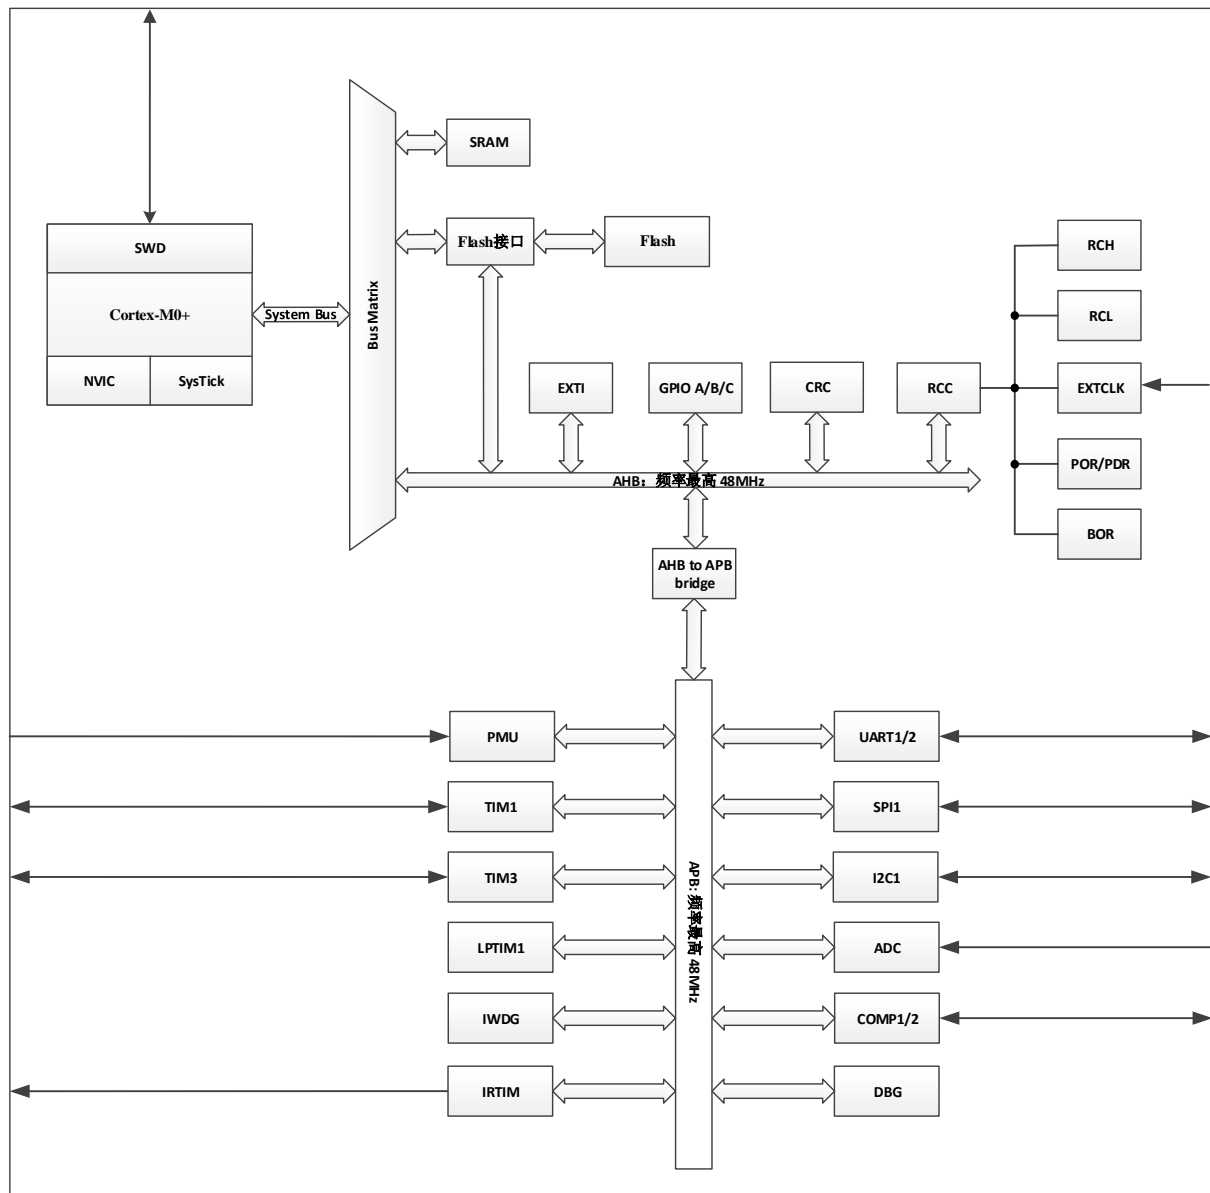 SWD
Cortex-M0+
NVIC
SysTick
System Bus
Bus Matrix
SRAM
Flash接口
Flash
EXTI
GPIO A/B/C
CRC
RCC
RCH
RCL
EXTCLK
POR/PDR
BOR
AHB：频率最高 48MHz
AHB to APB
bridge
APB: 频率最高 48MHz
PMU
TIM1
TIM3
LPTIM1
IWDG
IRTIM
UART1/2
SPI1
I2C1
ADC
COMP1/2
DBG